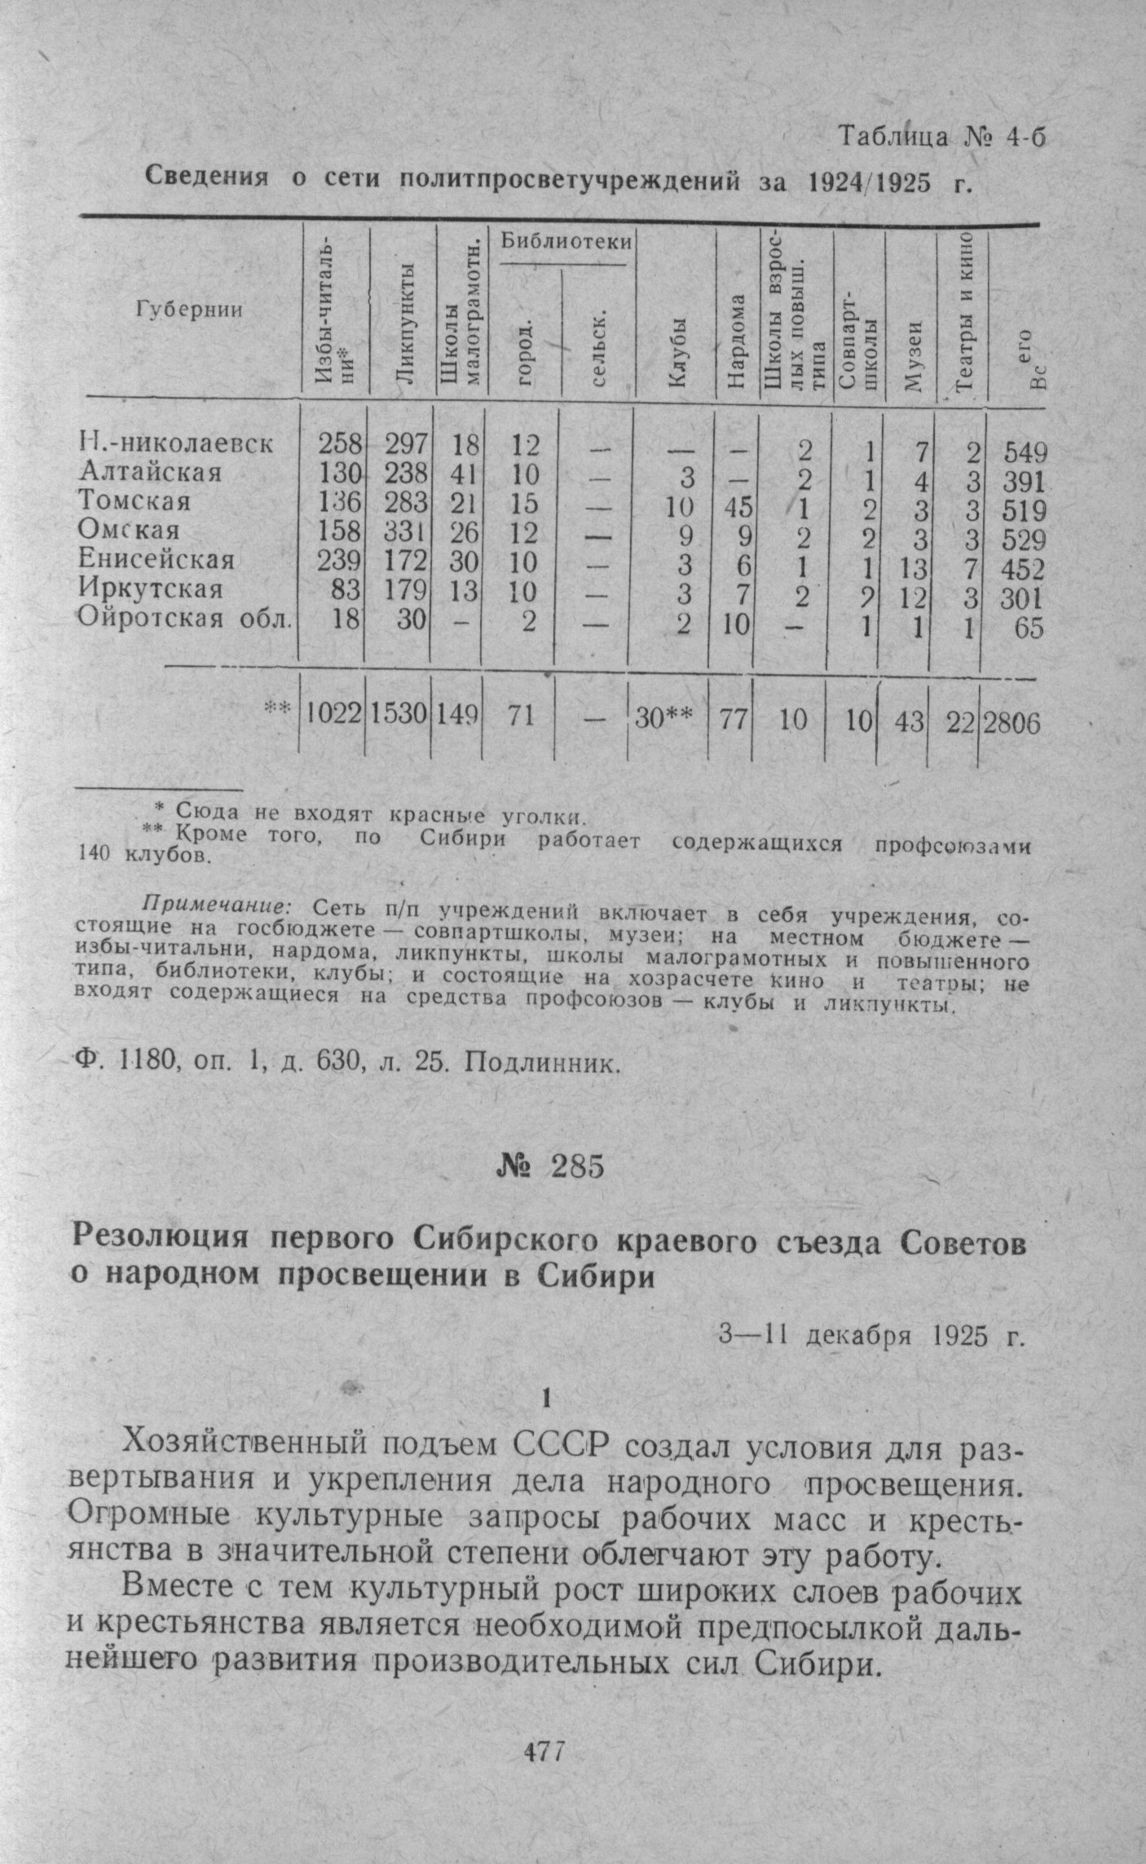 Таблица № 4-б
Сведения о сети политпросветучреждений за 1924/1925 г.
Губернии
Избы-читаль-
ни*
Ликпункты
Школы
малограмотн.
Библиотеки
город.
сельск.
Клубы
Нардома
Школы взрос-
лых повыш.
типа
Совпарт-
школы
Музеи
Театры и кино
Всего
Н.-николаевск 258 297 18 12 — — — 2 1 7 2 549
Алтайская 130 238 41 10 — 3 — 2 1 4 3 391
Томская 136 283 21 15 — 10 45 1 2 3 3 519
Омская 158 331 26 12 — 9 9 2 2 3 3 529
Енисейская 239 172 30 10 — 3 6 1 1 13 7 452
Иркутская 83 179 13 10 — 3 7 2 2 12 3 301
Ойротская обл. 18 30 — 2 — 2 10 — 1 1 1 65
** 1022 1530 149 71 — 30** 77 10 10 43 22 2806
* Сюда не входят красные уголки.
** Кроме того, по Сибири работает содержащихся профсоюзами
140 клубов.
Примечание: Сеть п/п учреждений включает в себя учреждения, со-
стоящие на госбюджете — совпартшколы, музеи; на местном бюджете —
избы-читальни, нардома, ликпункты, школы малограмотных и повышенного
типа, библиотеки, клубы; и состоящие на хозрасчете кино и театры; не
входят содержащиеся на средства профсоюзов — клубы и ликпункты.
Ф. 1180, оп. 1, д. 630, л. 25. Подлинник.
№ 285
Резолюция первого Сибирского краевого съезда Советов
о народном просвещении в Сибири
3—11 декабря 1925 г.
1
Хозяйственный подъем СССР создал условия для раз-
вертывания и укрепления дела народного просвещения.
Огромные культурные запросы рабочих масс и кресть-
янства в значительной степени облегчают эту работу.
Вместе с тем культурный рост широких слоев рабочих
и крестьянства является необходимой предпосылкой даль-
нейшего развития производительных сил Сибири.
477